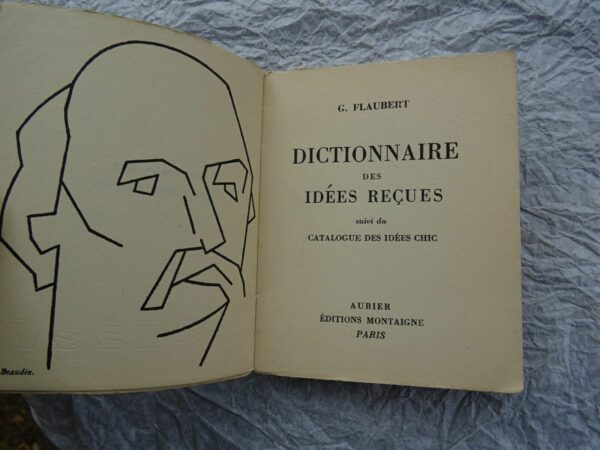 Beaudin.
G. FLAUBERT
DICTIONNAIRE
DES
IDÉES REÇUES
suivi du
CATALOGUE DES IDÉES CHIC
AUBIER
ÉDITIONS MONTAIGNE
PARIS